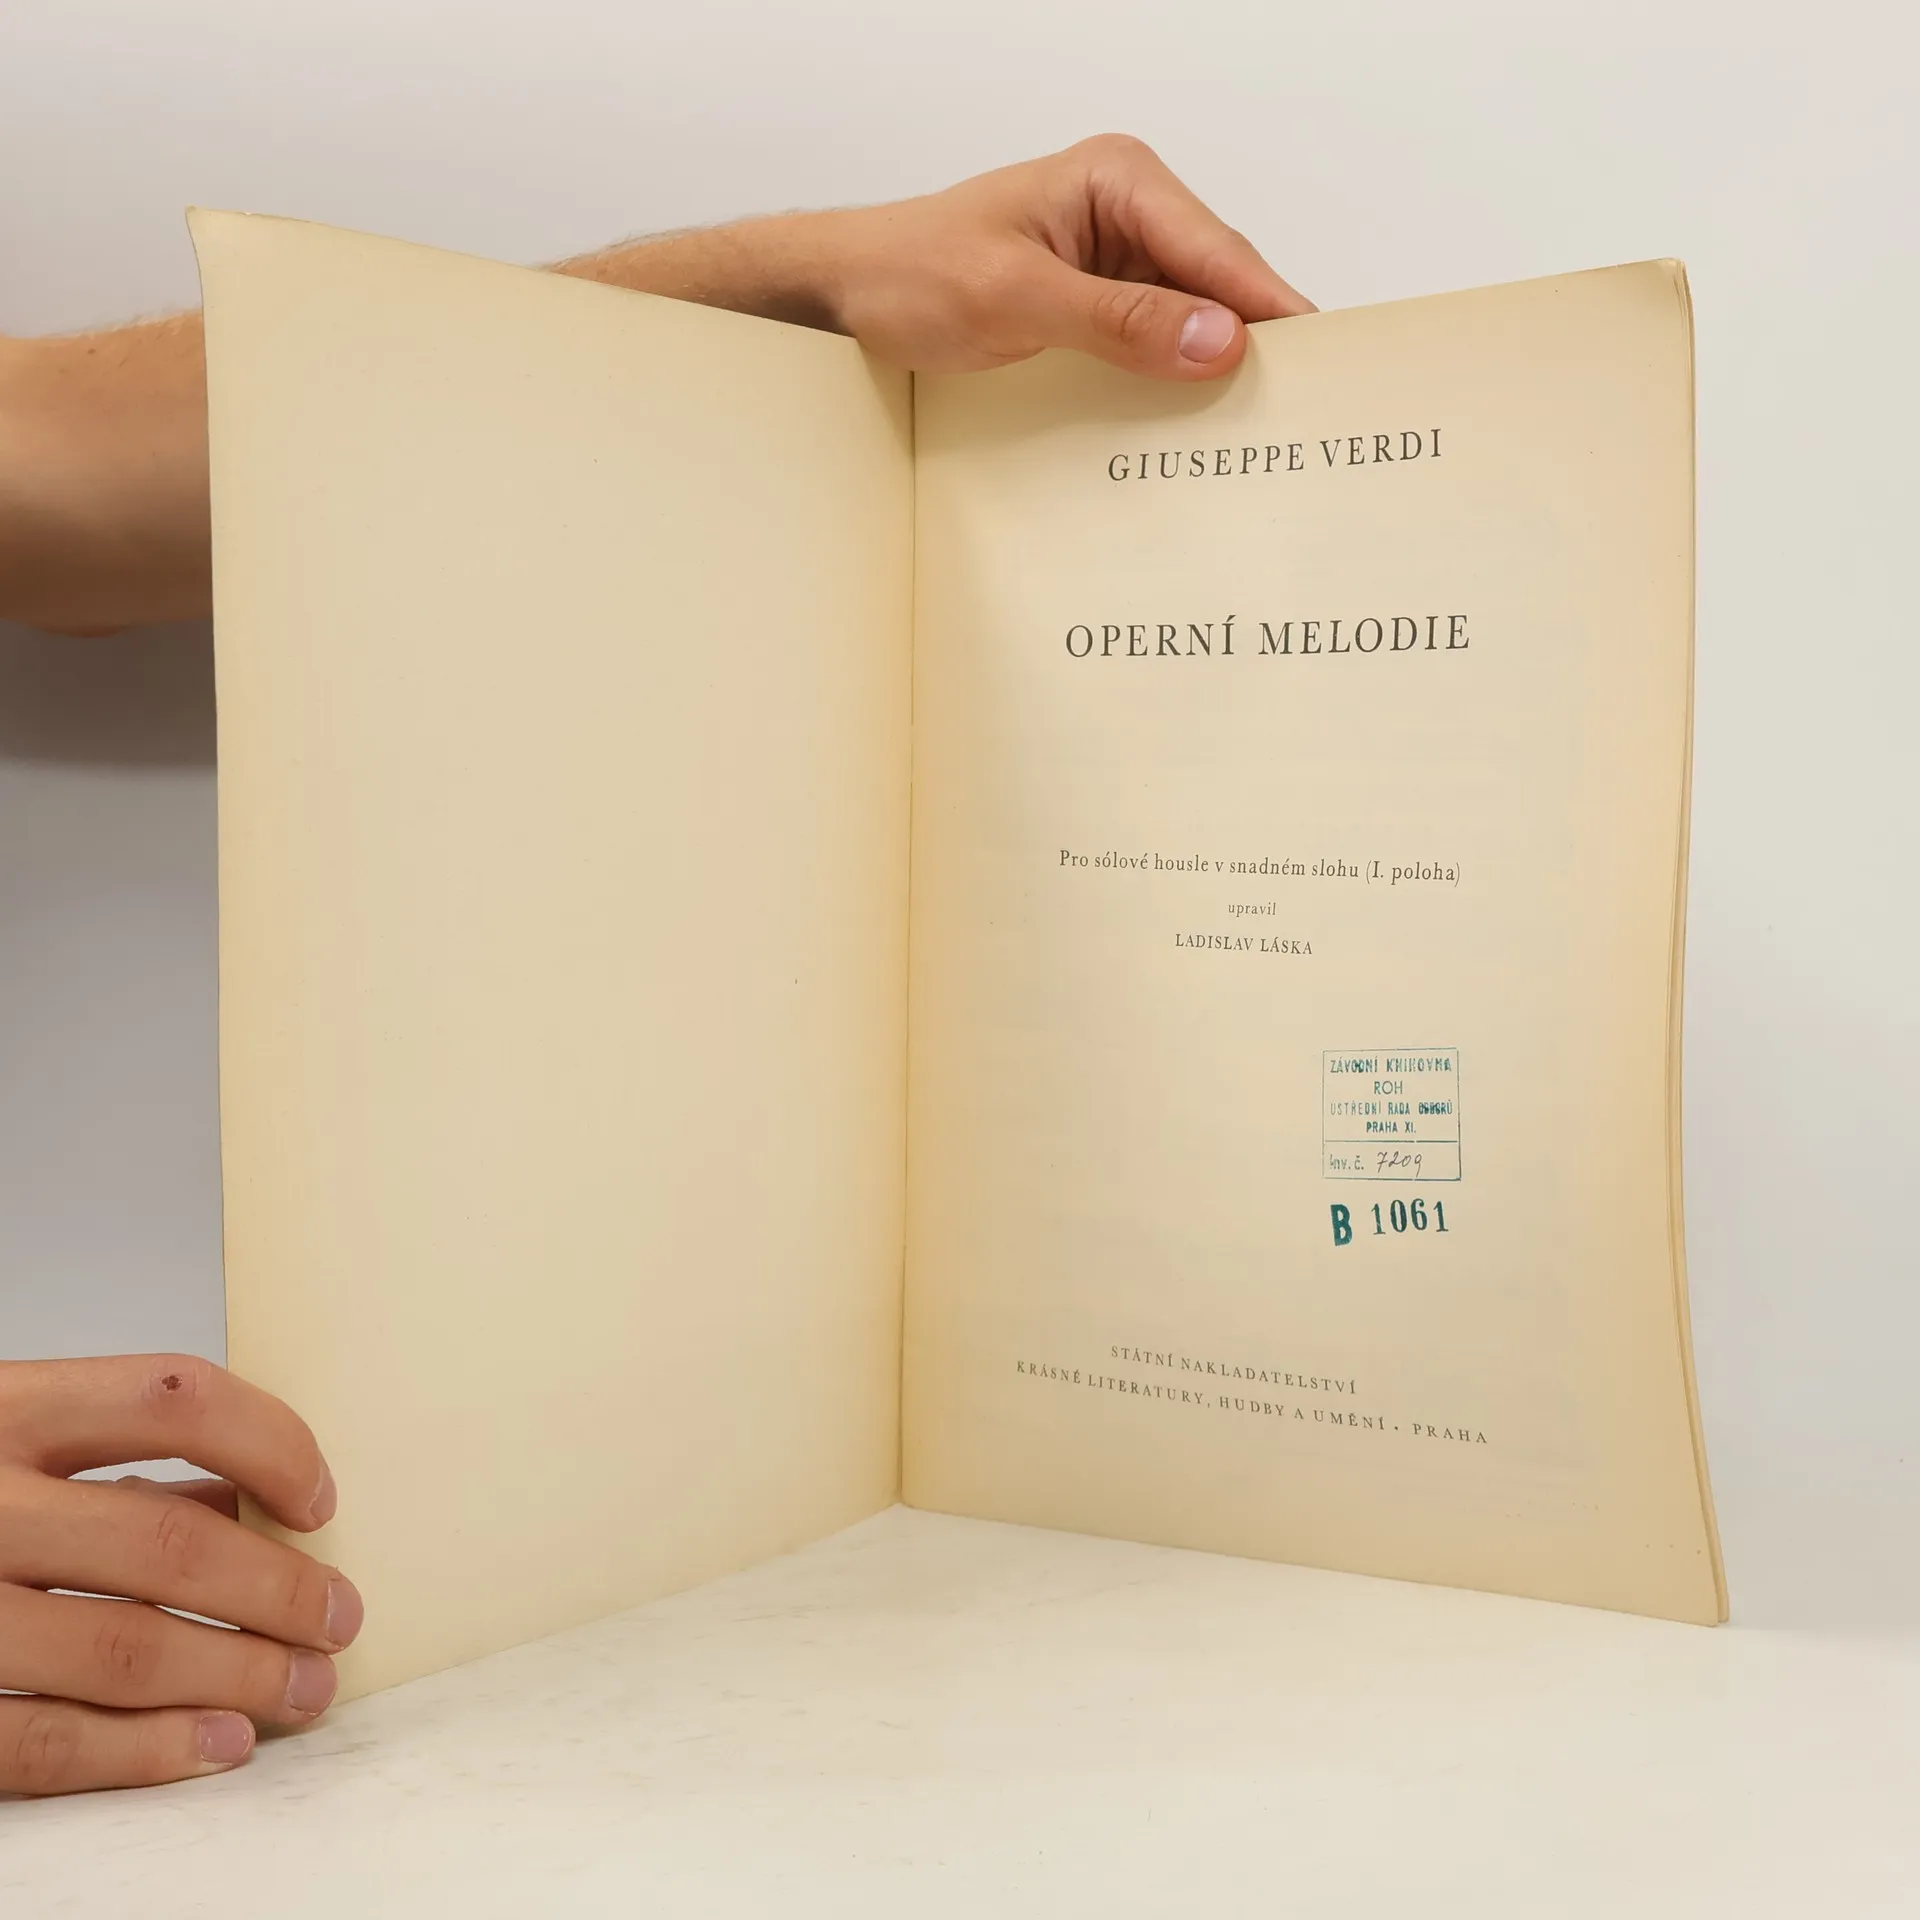 GIUSEPPE VERDI
OPERNÍ MELODIE
Pro sólové housle v snadném slohu (I. poloha)
upravil
LADISLAV LÁSKA
ZÁVODNÍ KNIHOVNA
ROH
USTŘEDNÍ RADA ODBORŮ
PRAHA XI.
Inv. č. 7209
B 1061
STÁTNÍ NAKLADATELSTVÍ
KRÁSNÉ LITERATURY, HUDBY A UMĚNÍ • PRAHA